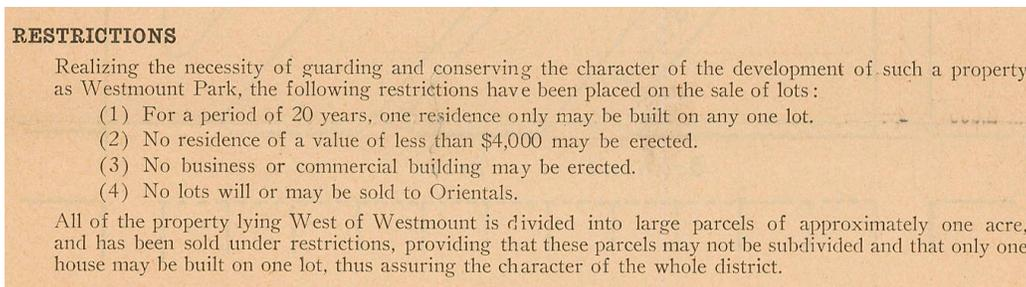 RESTRICTIONS
Realizing the necessity of guarding and conserving the character of the development of such a property
as Westmount Park, the following restrictions have been placed on the sale of lots:
(1) For a period of 20 years, one residence only may be built on any one lot.
(2) No residence of a value of less than $4,000 may be erected.
(3) No business or commercial building may be erected.
(4) No lots will or may be sold to Orientals.
All of the property lying West of Westmount is divided into large parcels of approximately one acre,
and has been sold under restrictions, providing that these parcels may not be subdivided and that only one
house may be built on one lot, thus assuring the character of the whole district.